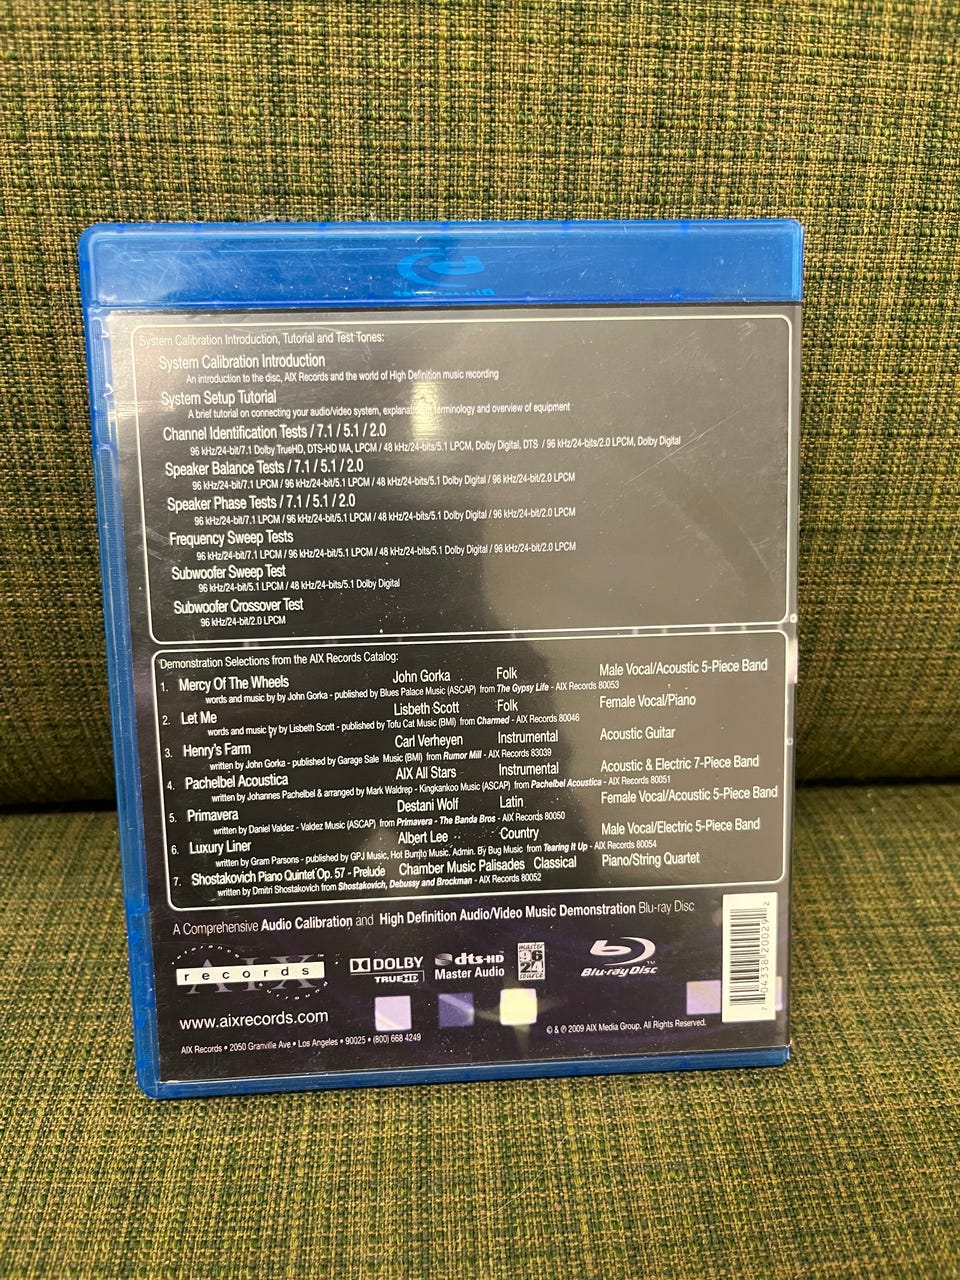 System Calibration Introduction, Tutorial and Test Tones:
System Calibration Introduction
An introduction to the disc, AIX Records and the world of High Definition music recording
System Setup Tutorial
A brief tutorial on connecting your audio/video system, terminology and overview of equipment
Channel Identification Tests / 7.1 / 5.1 / 2.0
96 kHz/24-bit/7.1 Dolby TrueHD, DTS-HD MA, LPCM / 48 kHz/24-bits/5.1 LPCM, Dolby Digital, DTS / 96 kHz/24-bits/2.0 LPCM, Dolby Digital
Speaker Balance Tests / 7.1 / 5.1 / 2.0
96 kHz/24-bit/7.1 LPCM / 96 kHz/24-bit/5.1 LPCM / 48 kHz/24-bits/5.1 Dolby Digital / 96 kHz/24-bit/2.0 LPCM
Speaker Phase Tests / 7.1 / 5.1 / 2.0
96 kHz/24-bit/7.1 LPCM / 96 kHz/24-bit/5.1 LPCM / 48 kHz/24-bits/5.1 Dolby Digital / 96 kHz/24-bit/2.0 LPCM
Frequency Sweep Tests
96 kHz/24-bit/7.1 LPCM / 96 kHz/24-bit/5.1 LPCM / 48 kHz/24-bits/5.1 Dolby Digital / 96 kHz/24-bit/2.0 LPCM
Subwoofer Sweep Test
96 kHz/24-bit/5.1 LPCM / 48 kHz/24-bits/5.1 Dolby Digital
Subwoofer Crossover Test
96 kHz/24-bit/2.0 LPCM
Demonstration Selections from the AIX Records Catalog:
1. Mercy Of The Wheels John Gorka Folk Male Vocal/Acoustic 5-Piece Band
words and music by by John Gorka - published by Blues Palace Music (ASCAP) from The Gypsy Life - AIX Records 80053
2. Let Me Lisbeth Scott Folk Female Vocal/Piano
words and music by by Lisbeth Scott - published by Tofu Cat Music (BMI) from Charmed - AIX Records 80046
3. Henry's Farm Carl Verheyen Instrumental Acoustic Guitar
written by John Gorka - published by Garage Sale Music (BMI) from Rumor Mill - AIX Records 83039
4. Pachelbel Acoustica AIX All Stars Instrumental Acoustic & Electric 7-Piece Band
written by Johannes Pachelbel & arranged by Mark Waldrep - Kingkankoo Music (ASCAP) from Pachelbel Acoustica - AIX Records 80051
5. Primavera Destani Wolf Latin Female Vocal/Acoustic 5-Piece Band
written by Daniel Valdez - Valdez Music (ASCAP) from Primavera - The Banda Bros - AIX Records 80050
6. Luxury Liner Albert Lee Country Male Vocal/Electric 5-Piece Band
written by Gram Parsons - published by GPJ Music, Hot Burrito Music. Admin. By Bug Music from Tearing It Up - AIX Records 80054
7. Shostakovich Piano Quintet Op. 57 - Prelude Chamber Music Palisades Classical Piano/String Quartet
written by Dmitri Shostakovich from Shostakovich, Debussy and Brockman - AIX Records 80052
A Comprehensive Audio Calibration and High Definition Audio/Video Music Demonstration Blu-ray Disc
AIX records
DOLBY TRUEHD
dts-HD Master Audio
master 96 24 source
Blu-ray Disc
7 04338 20029 2
www.aixrecords.com
© & ℗ 2009 AIX Media Group. All Rights Reserved.
AIX Records • 2050 Granville Ave • Los Angeles • 90025 • (800) 668 4249